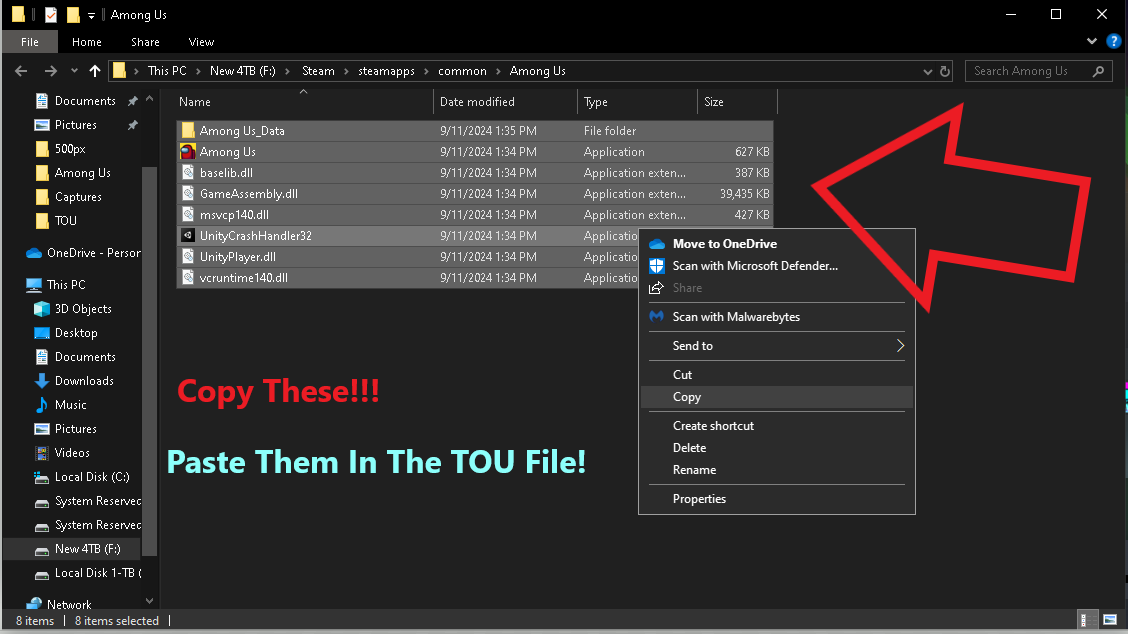 Among Us
File Home Share View
This PC > New 4TB (F:) > Steam > steamapps > common > Among Us
Search Among Us
Documents
Pictures
500px
Among Us
Captures
TOU
OneDrive - Person
This PC
3D Objects
Desktop
Documents
Downloads
Music
Pictures
Videos
Local Disk (C:)
System Reserved
System Reserved
New 4TB (F:)
Local Disk 1-TB (
Network
Name Date modified Type Size
Among Us_Data 9/11/2024 1:35 PM File folder
Among Us 9/11/2024 1:34 PM Application 627 KB
baselib.dll 9/11/2024 1:34 PM Application exten... 387 KB
GameAssembly.dll 9/11/2024 1:34 PM Application exten... 39,435 KB
msvcp140.dll 9/11/2024 1:34 PM Application exten... 427 KB
UnityCrashHandler32 9/11/2024 1:34 PM Applicatio
UnityPlayer.dll 9/11/2024 1:34 PM Applicatio
vcruntime140.dll 9/11/2024 1:34 PM Applicatio
Move to OneDrive
Scan with Microsoft Defender...
Share
Scan with Malwarebytes
Send to
Cut
Copy
Create shortcut
Delete
Rename
Properties
Copy These!!!
Paste Them In The TOU File!
8 items 8 items selected